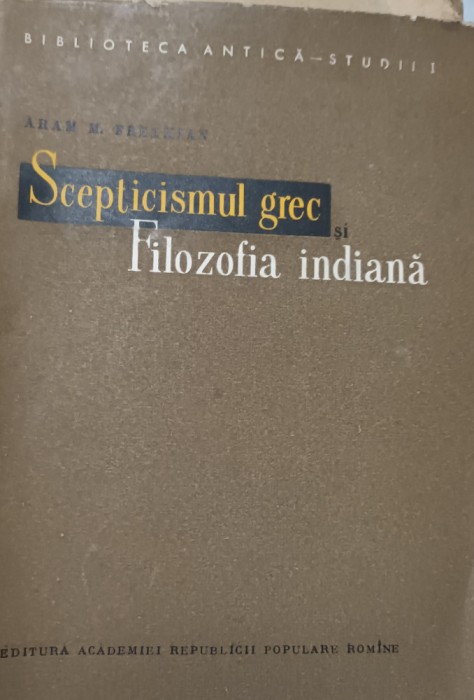 BIBLIOTECA ANTICĂ—STUDII I
ARAM M. FRENKIAN
Scepticismul grec
și
Filozofia indiană
EDITURA ACADEMIEI REPUBLICII POPULARE ROMÎNE